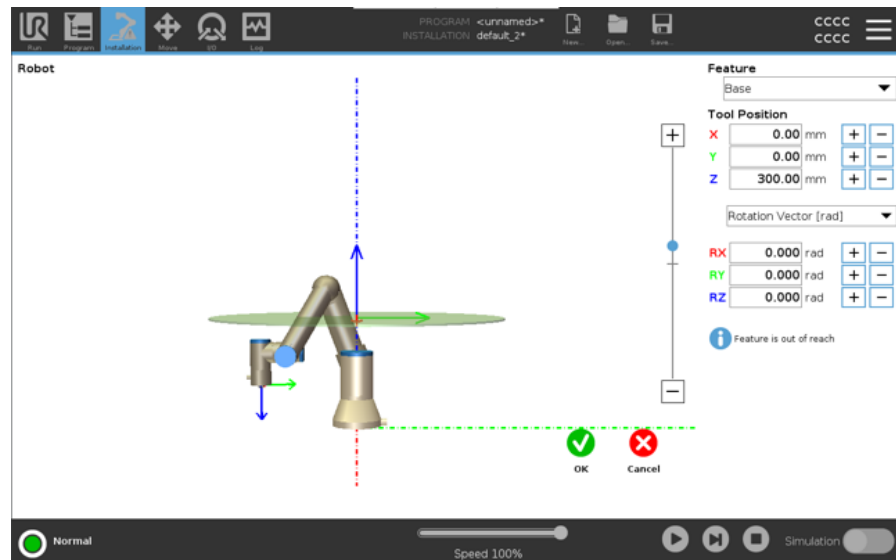 UR
PROGRAM <unnamed>*
INSTALLATION default_2*
cccc
cccc
Run Program Installation Move I/O Log New... Open... Save...
Robot
Feature
Base
Tool Position
X 0.00 mm + −
Y 0.00 mm + −
Z 300.00 mm + −
Rotation Vector [rad]
RX 0.000 rad + −
RY 0.000 rad + −
RZ 0.000 rad + −
Feature is out of reach
OK Cancel
Normal
Speed 100%
Simulation